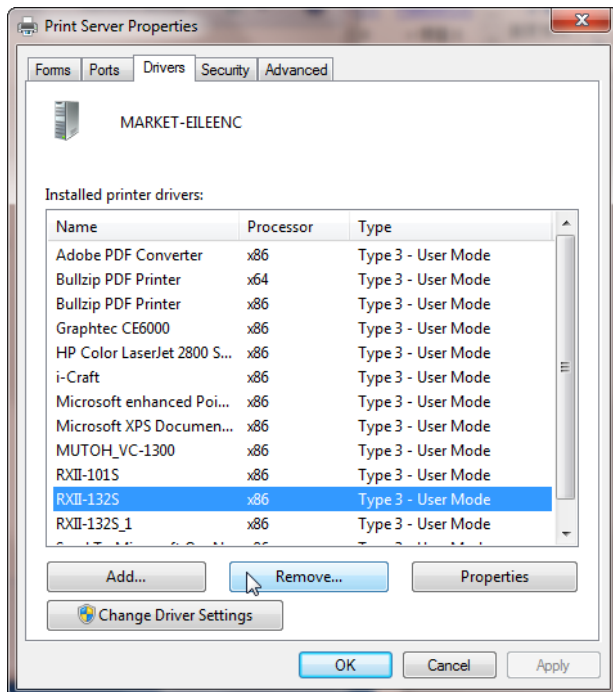 Print Server Properties
Forms Ports Drivers Security Advanced
MARKET-EILEENC
Installed printer drivers:
Name Processor Type
Adobe PDF Converter x86 Type 3 - User Mode
Bullzip PDF Printer x64 Type 3 - User Mode
Bullzip PDF Printer x86 Type 3 - User Mode
Graphtec CE6000 x86 Type 3 - User Mode
HP Color LaserJet 2800 S... x86 Type 3 - User Mode
i-Craft x86 Type 3 - User Mode
Microsoft enhanced Poi... x86 Type 3 - User Mode
Microsoft XPS Documen... x86 Type 3 - User Mode
MUTOH_VC-1300 x86 Type 3 - User Mode
RXII-101S x86 Type 3 - User Mode
RXII-132S x86 Type 3 - User Mode
RXII-132S_1 x86 Type 3 - User Mode
Add... Remove... Properties
Change Driver Settings
OK Cancel Apply